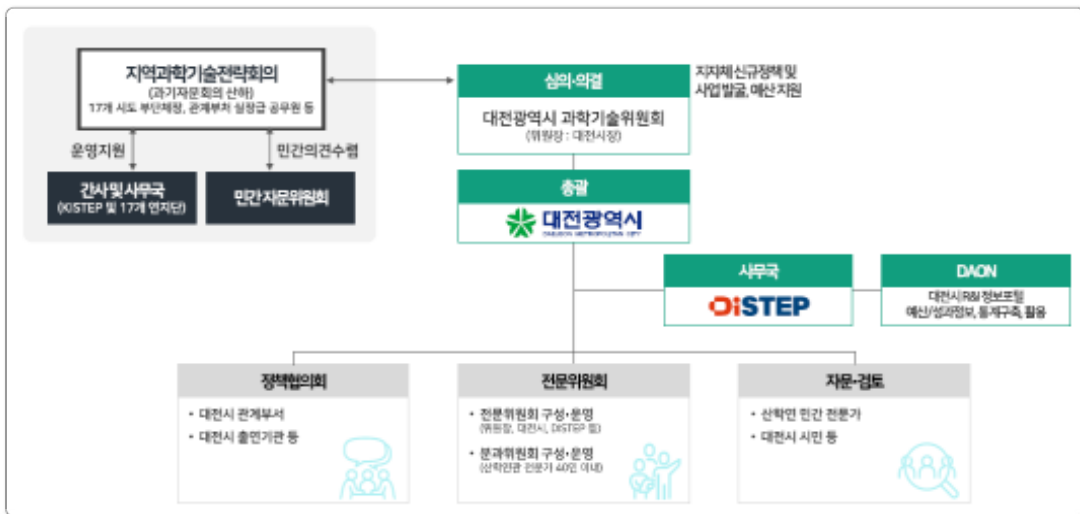 지역과학기술전략회의
(과기자문회의 산하)
17개 시도 부단체장, 관계부처 실장급 공무원 등
운영지원
민간의견수렴
간사 및 사무국
(KISTEP 및 17개 연지단)
민간 자문위원회
심의·의결
대전광역시 과학기술위원회
(위원장 : 대전시장)
지자체 신규정책 및
사업 발굴, 예산 지원
총괄
대전광역시
DAEJEON METROPOLITAN CITY
사무국
DiSTEP
DAON
대전시 R&I 정보포털
예산/성과정보, 통계구축, 활용
정책협의회
• 대전시 관계부서
• 대전시 출연기관 등
전문위원회
• 전문위원회 구성·운영
(위원장, 대전시, DISTEP 등)
• 분과위원회 구성·운영
(산학연관 전문가 40인 이내)
자문·검토
• 산학연 민간 전문가
• 대전시 시민 등